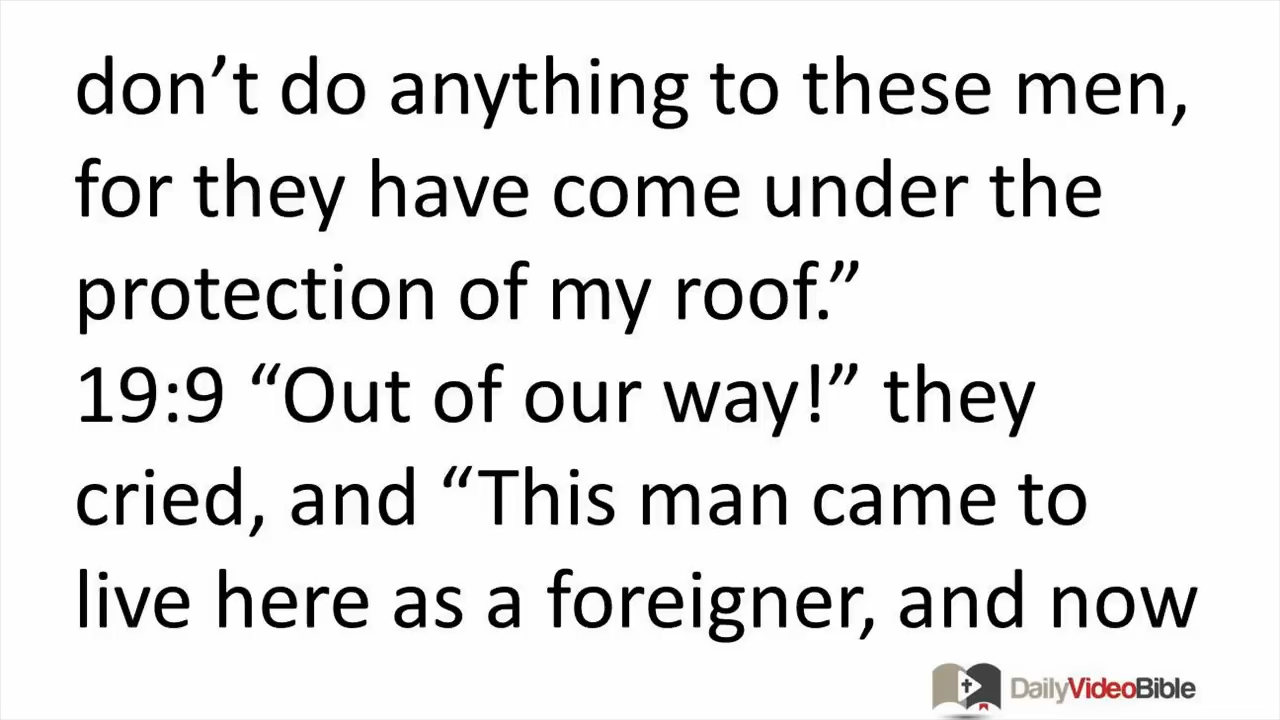 don’t do anything to these men,
for they have come under the
protection of my roof.”
19:9 “Out of our way!” they
cried, and “This man came to
live here as a foreigner, and now
DailyVideoBible